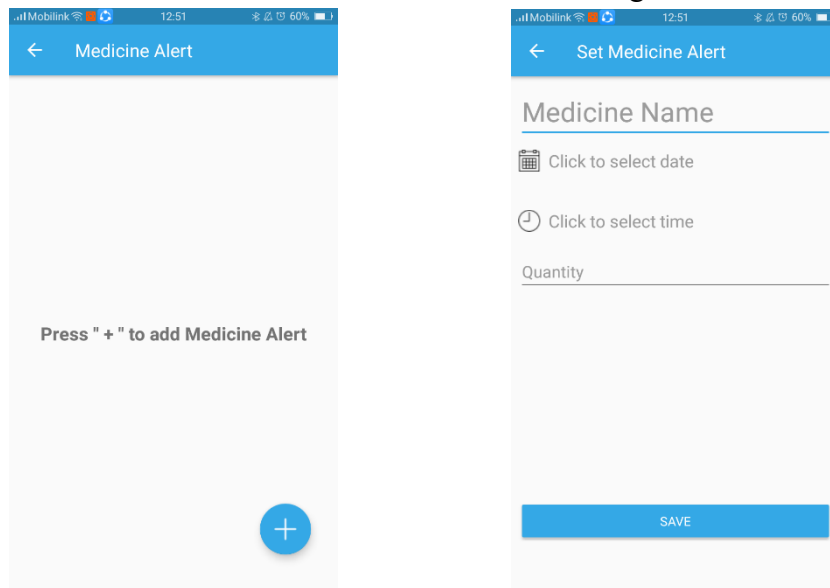 Mobilink 12:51 60%
Medicine Alert
Press " + " to add Medicine Alert
Mobilink 12:51 60%
Set Medicine Alert
Medicine Name
Click to select date
Click to select time
Quantity
SAVE